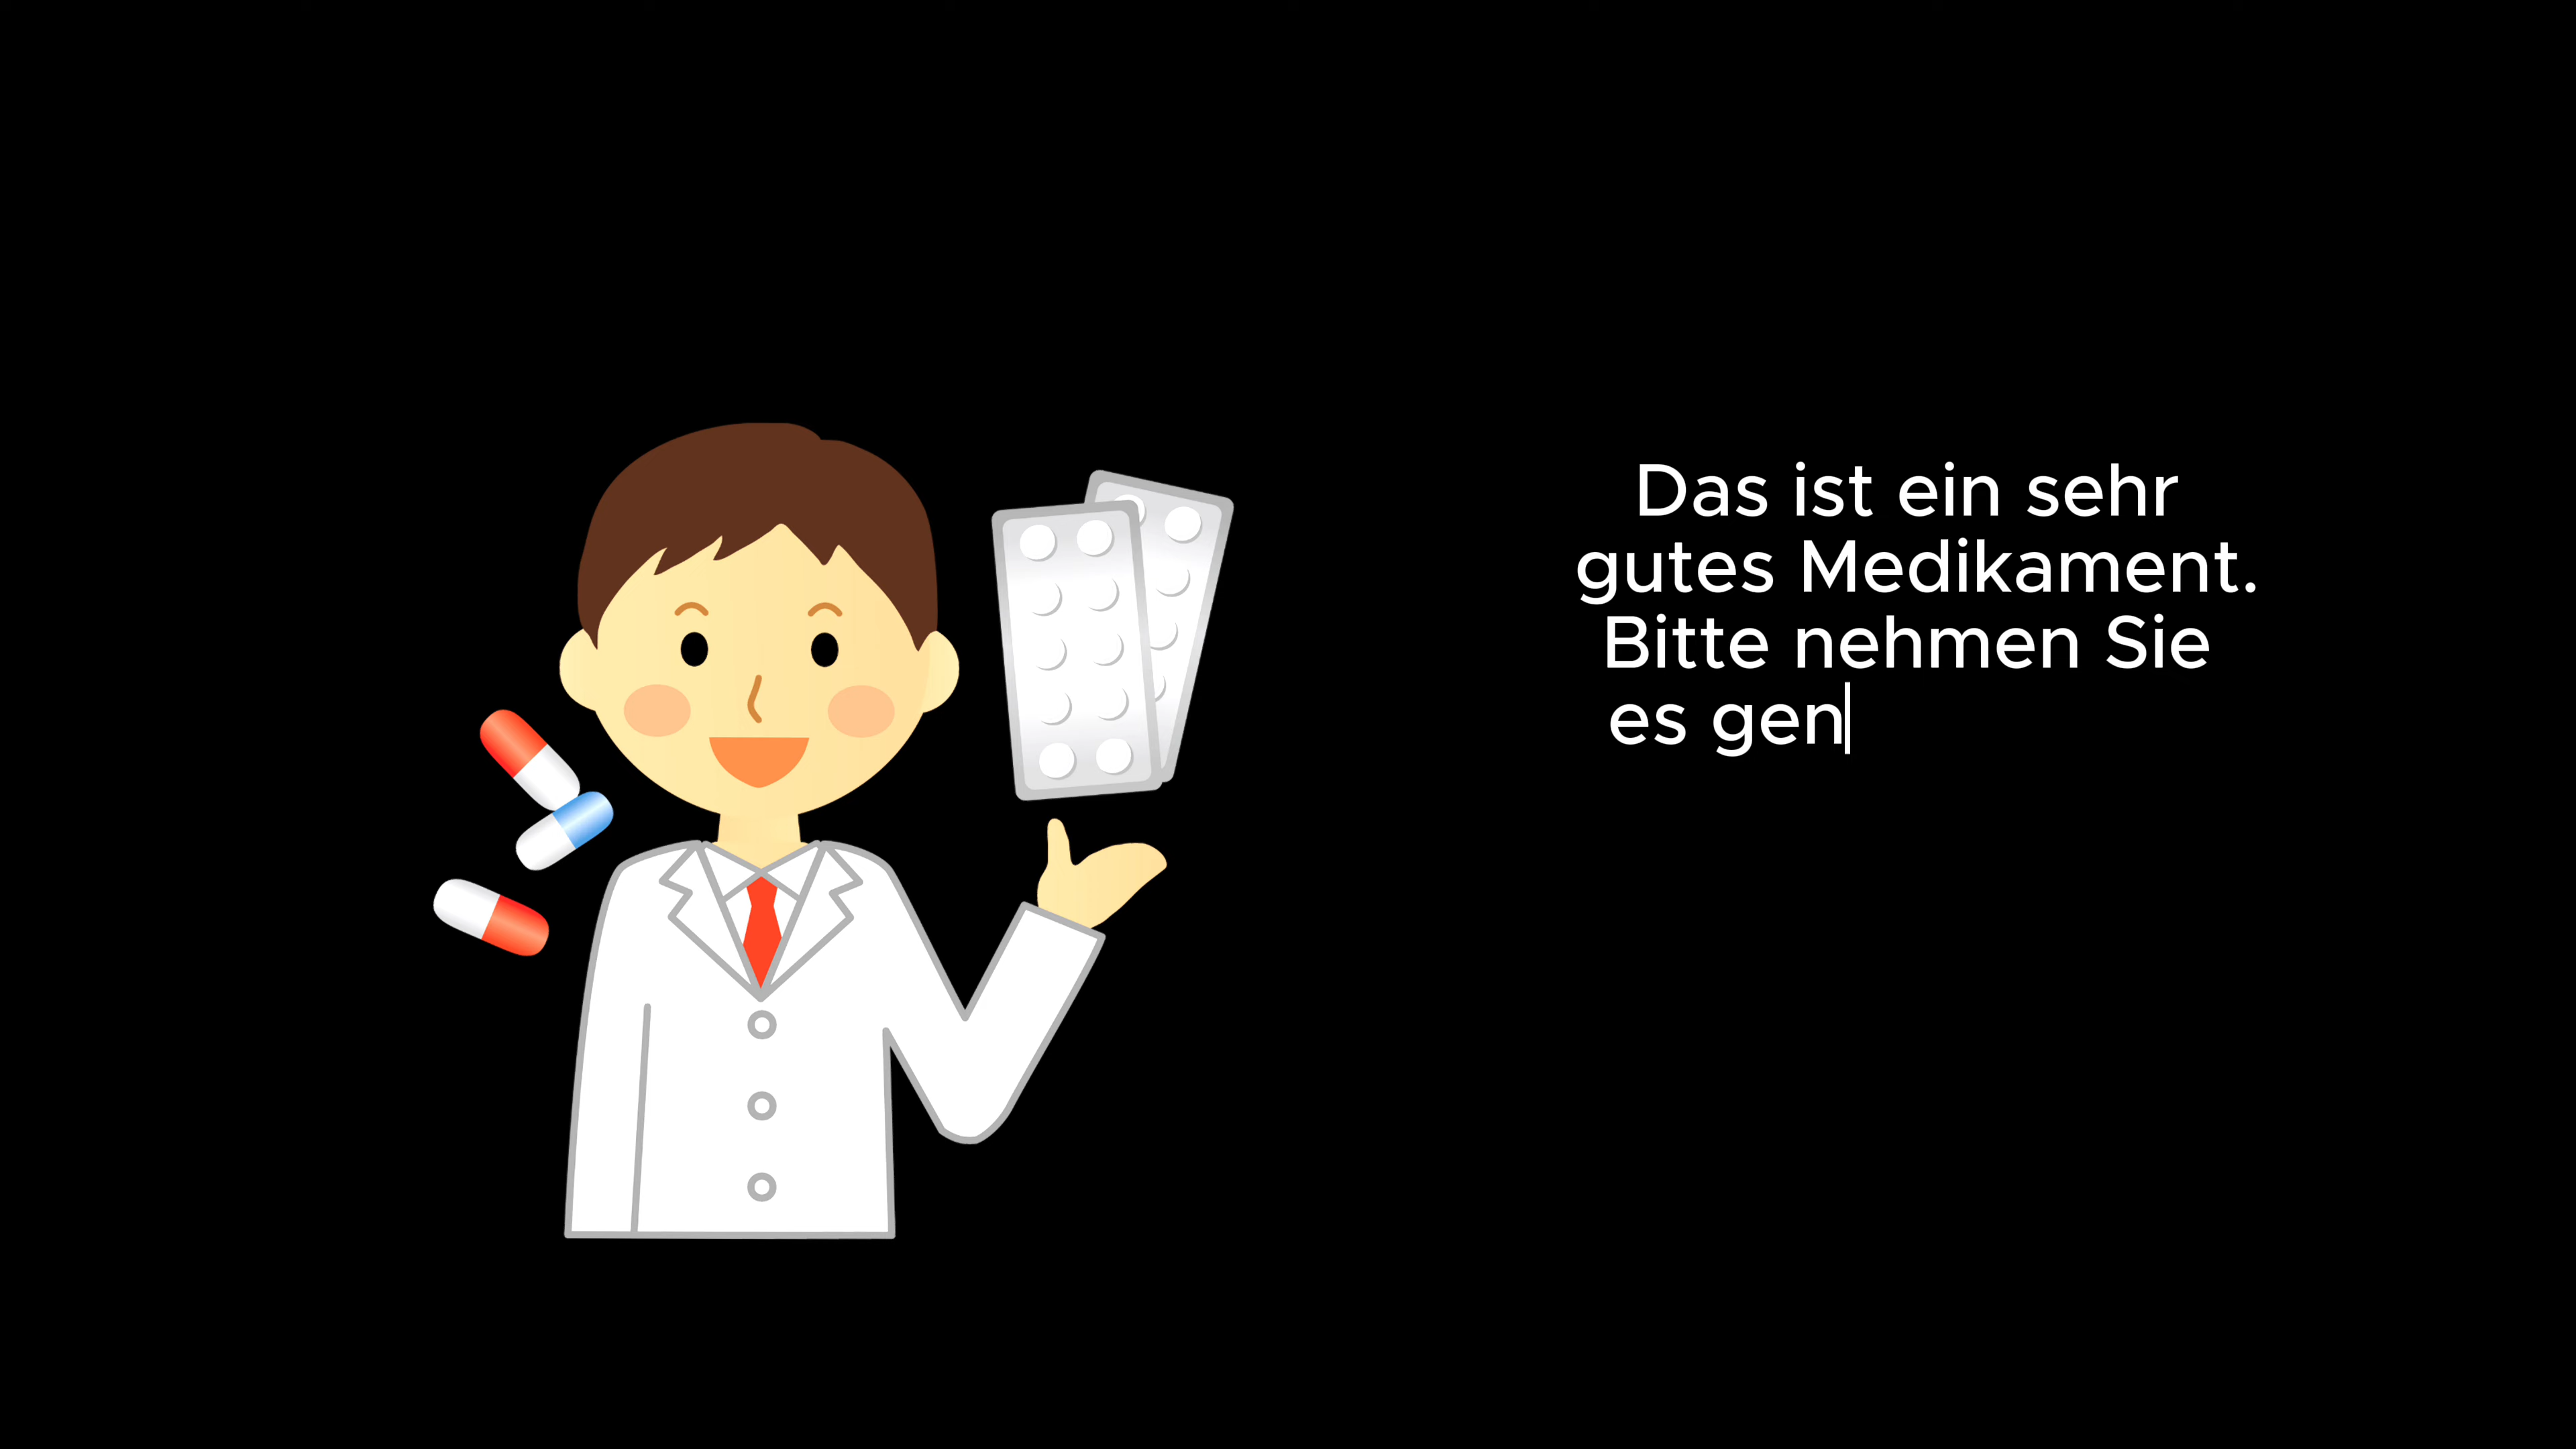 Das ist ein sehr
gutes Medikament.
Bitte nehmen Sie
es gen